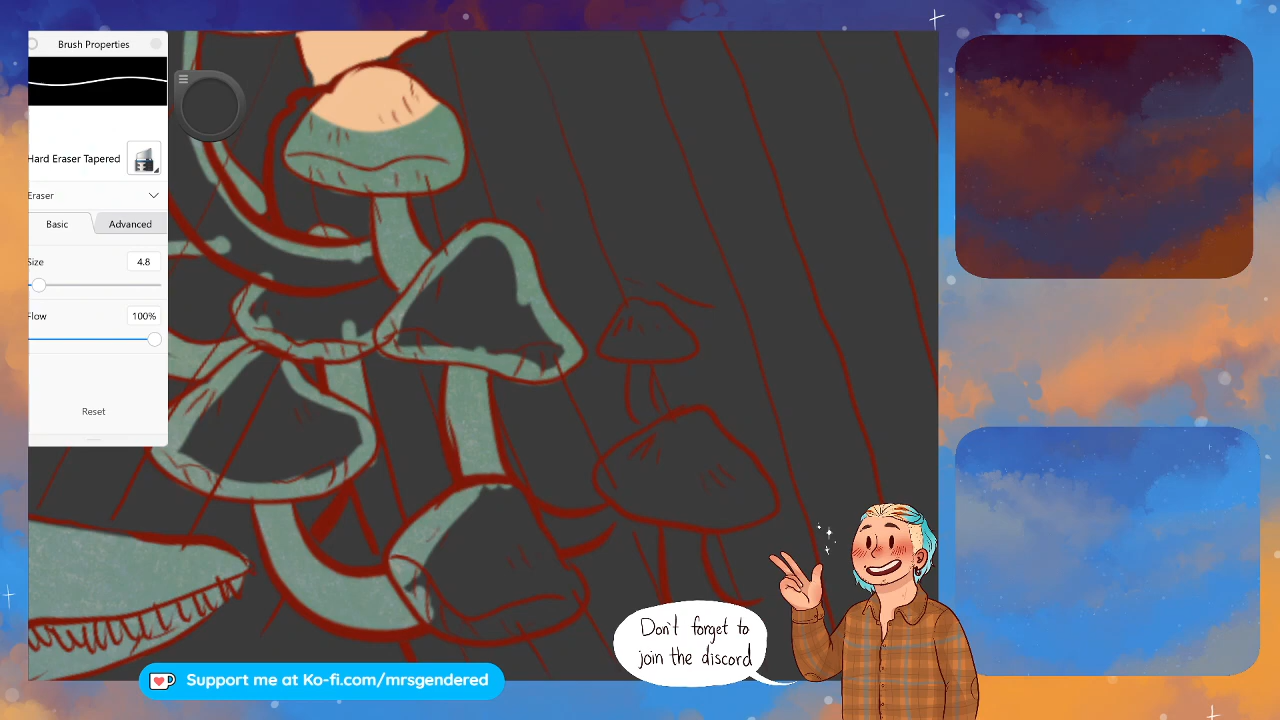 Brush Properties
Hard Eraser Tapered
Eraser
Basic
Advanced
Size
4.8
Flow
100%
Reset
Don't forget to
join the discord
Support me at Ko-fi.com/mrsgendered